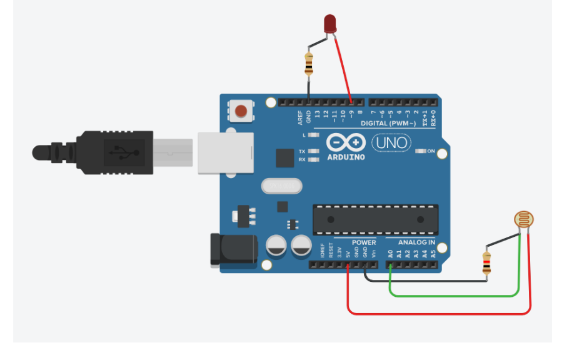 AREF
GND
13
12
~11
~10
~9
8
7
~6
~5
4
~3
2
TX→1
RX←0
DIGITAL (PWM~)
L
TX
RX
UNO
ON
ARDUINO
POWER
ANALOG IN
IOREF
RESET
3.3V
5V
GND
GND
Vin
A0
A1
A2
A3
A4
A5